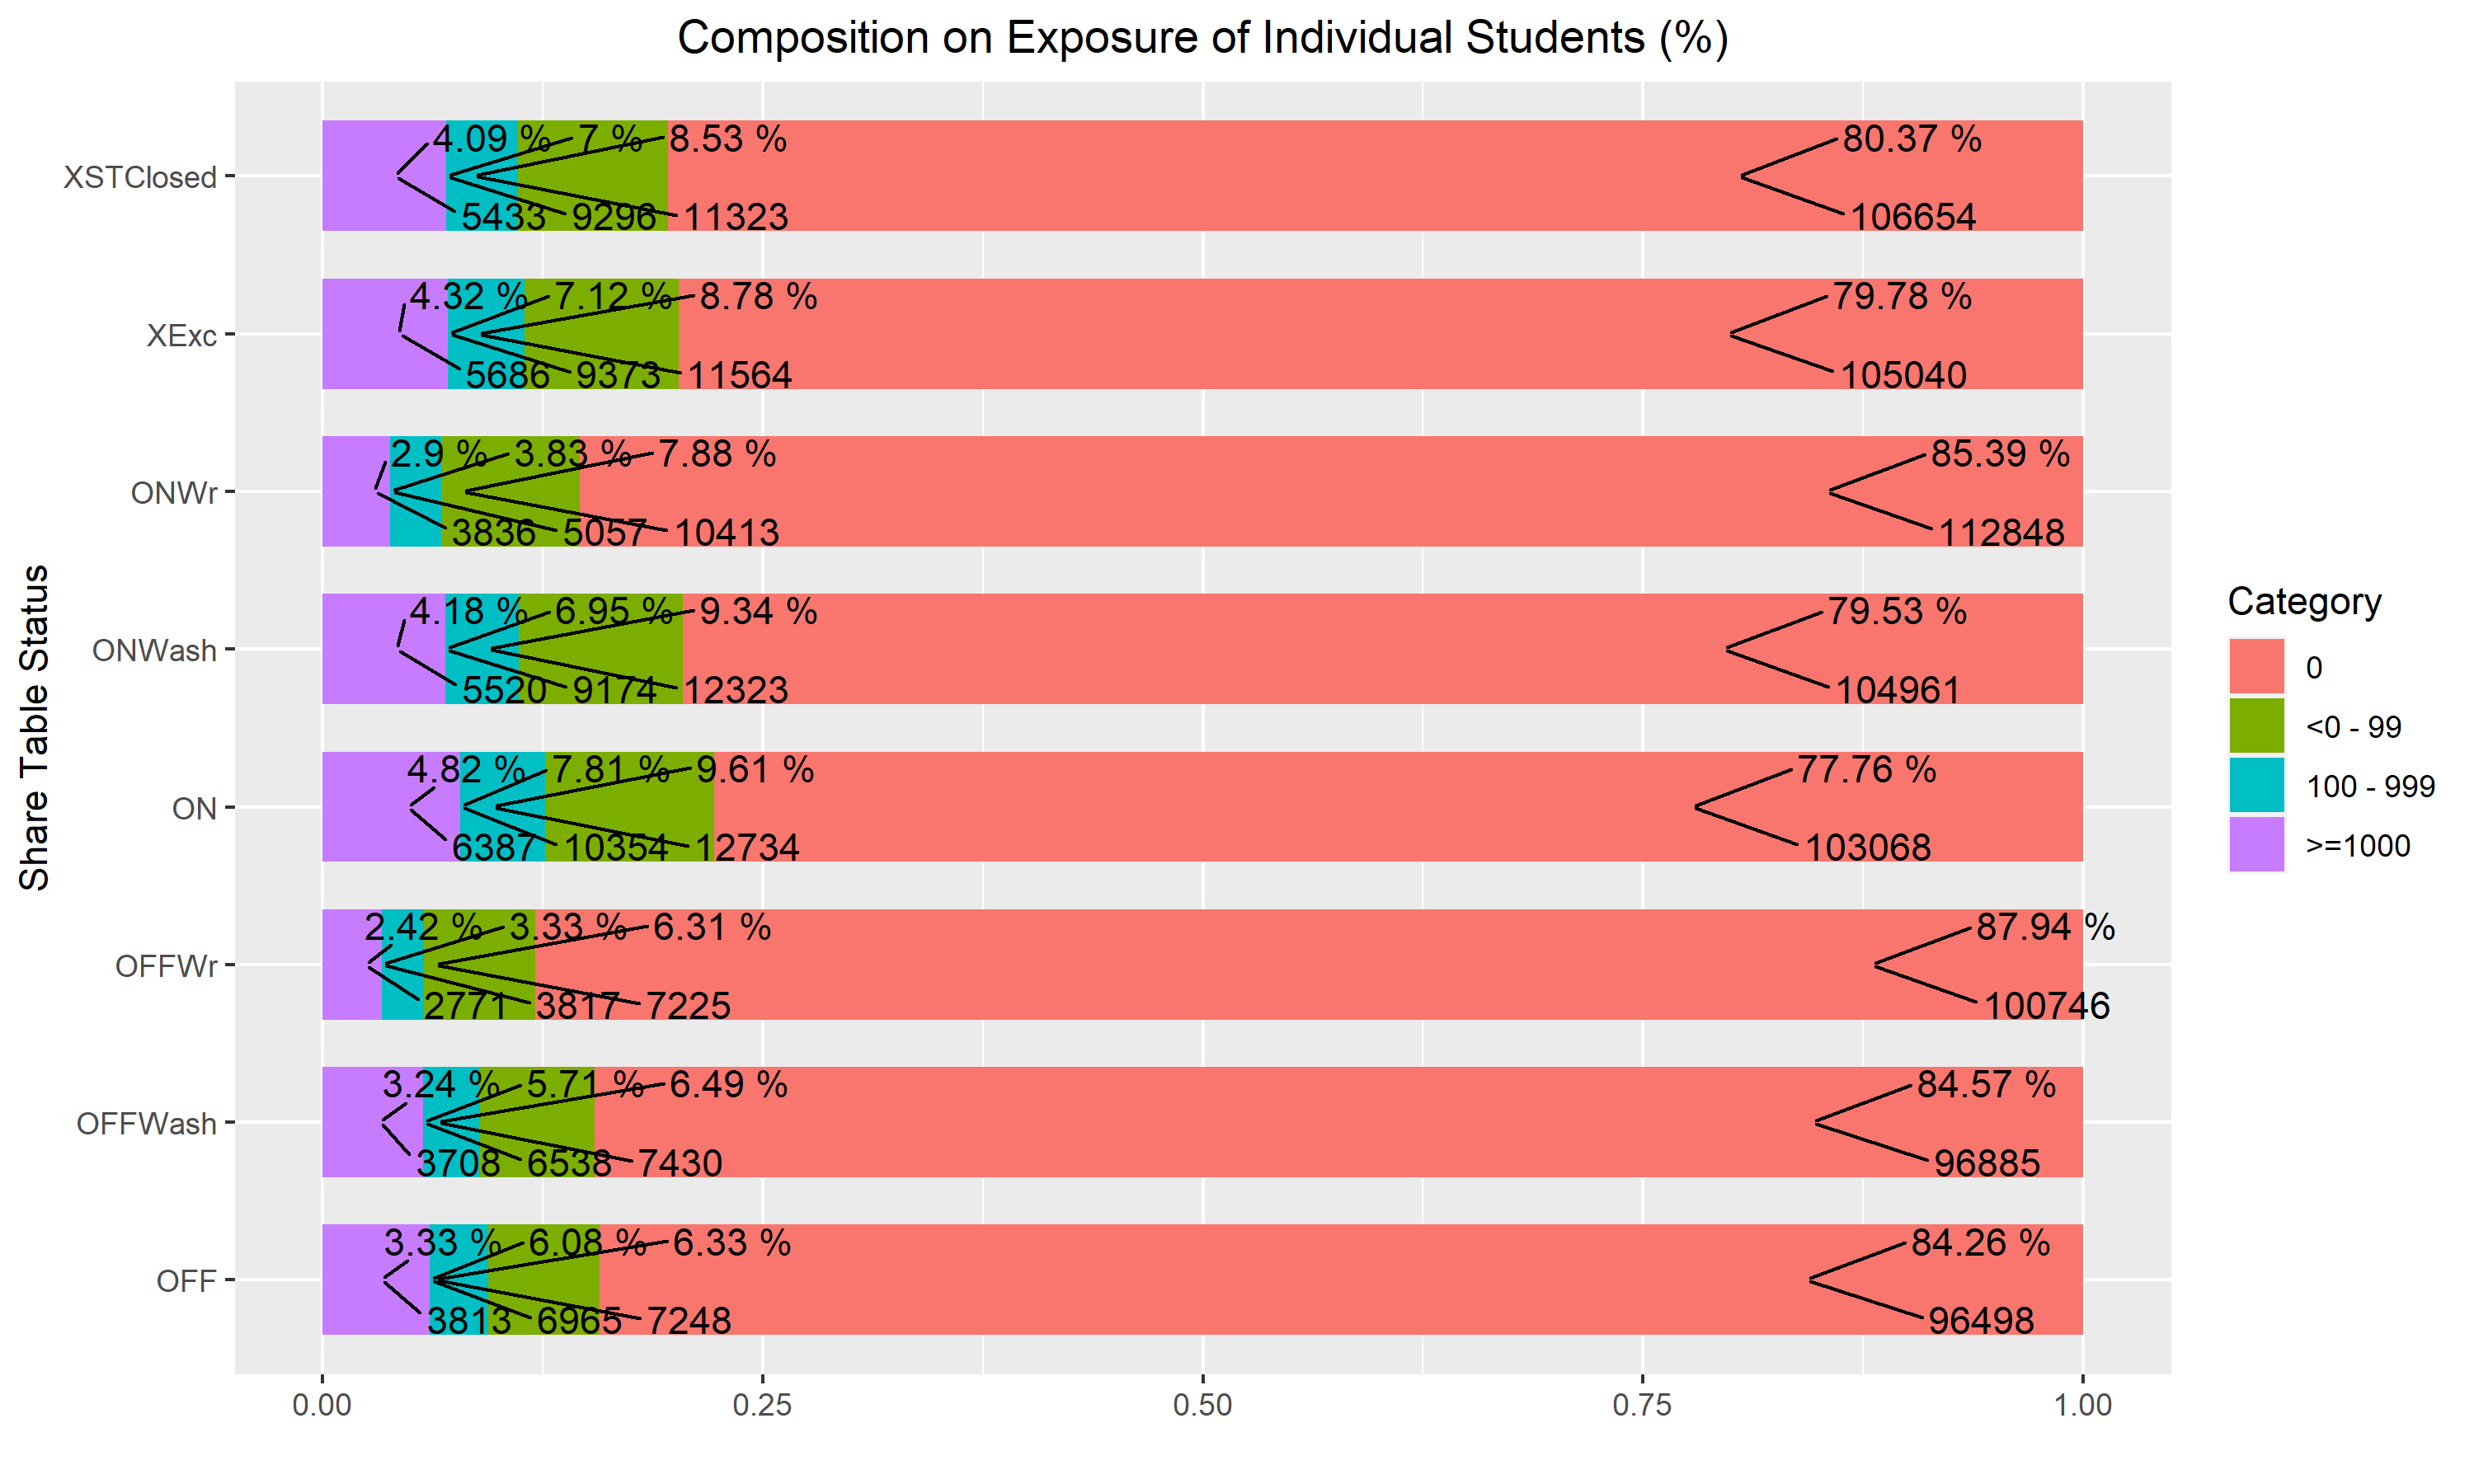 Composition on Exposure of Individual Students (%)
Share Table Status
XSTClosed
4.09 % 7 % 8.53 % 80.37 %
5433 9296 11323 106654
XExc
4.32 % 7.12 % 8.78 % 79.78 %
5686 9373 11564 105040
ONWr
2.9 % 3.83 % 7.88 % 85.39 %
3836 5057 10413 112848
ONWash
4.18 % 6.95 % 9.34 % 79.53 %
5520 9174 12323 104961
ON
4.82 % 7.81 % 9.61 % 77.76 %
6387 10354 12734 103068
OFFWr
2.42 % 3.33 % 6.31 % 87.94 %
2771 3817 7225 100746
OFFWash
3.24 % 5.71 % 6.49 % 84.57 %
3708 6538 7430 96885
OFF
3.33 % 6.08 % 6.33 % 84.26 %
3813 6965 7248 96498
0.00 0.25 0.50 0.75 1.00
Category
0
<0 - 99
100 - 999
>=1000